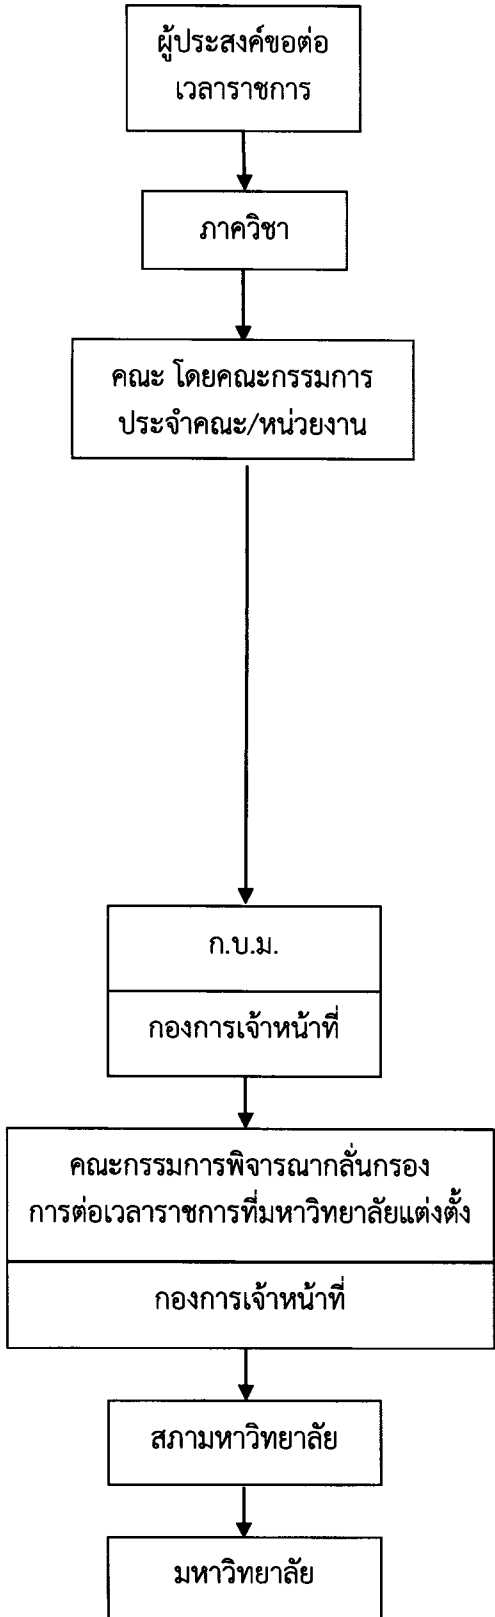 ผู้ประสงค์ขอต่อ
เวลาราชการ
ภาควิชา
คณะ โดยคณะกรรมการ
ประจำคณะ/หน่วยงาน
ก.บ.ม.
กองการเจ้าหน้าที่
คณะกรรมการพิจารณากลั่นกรอง
การต่อเวลาราชการที่มหาวิทยาลัยแต่งตั้ง
กองการเจ้าหน้าที่
สภามหาวิทยาลัย
มหาวิทยาลัย